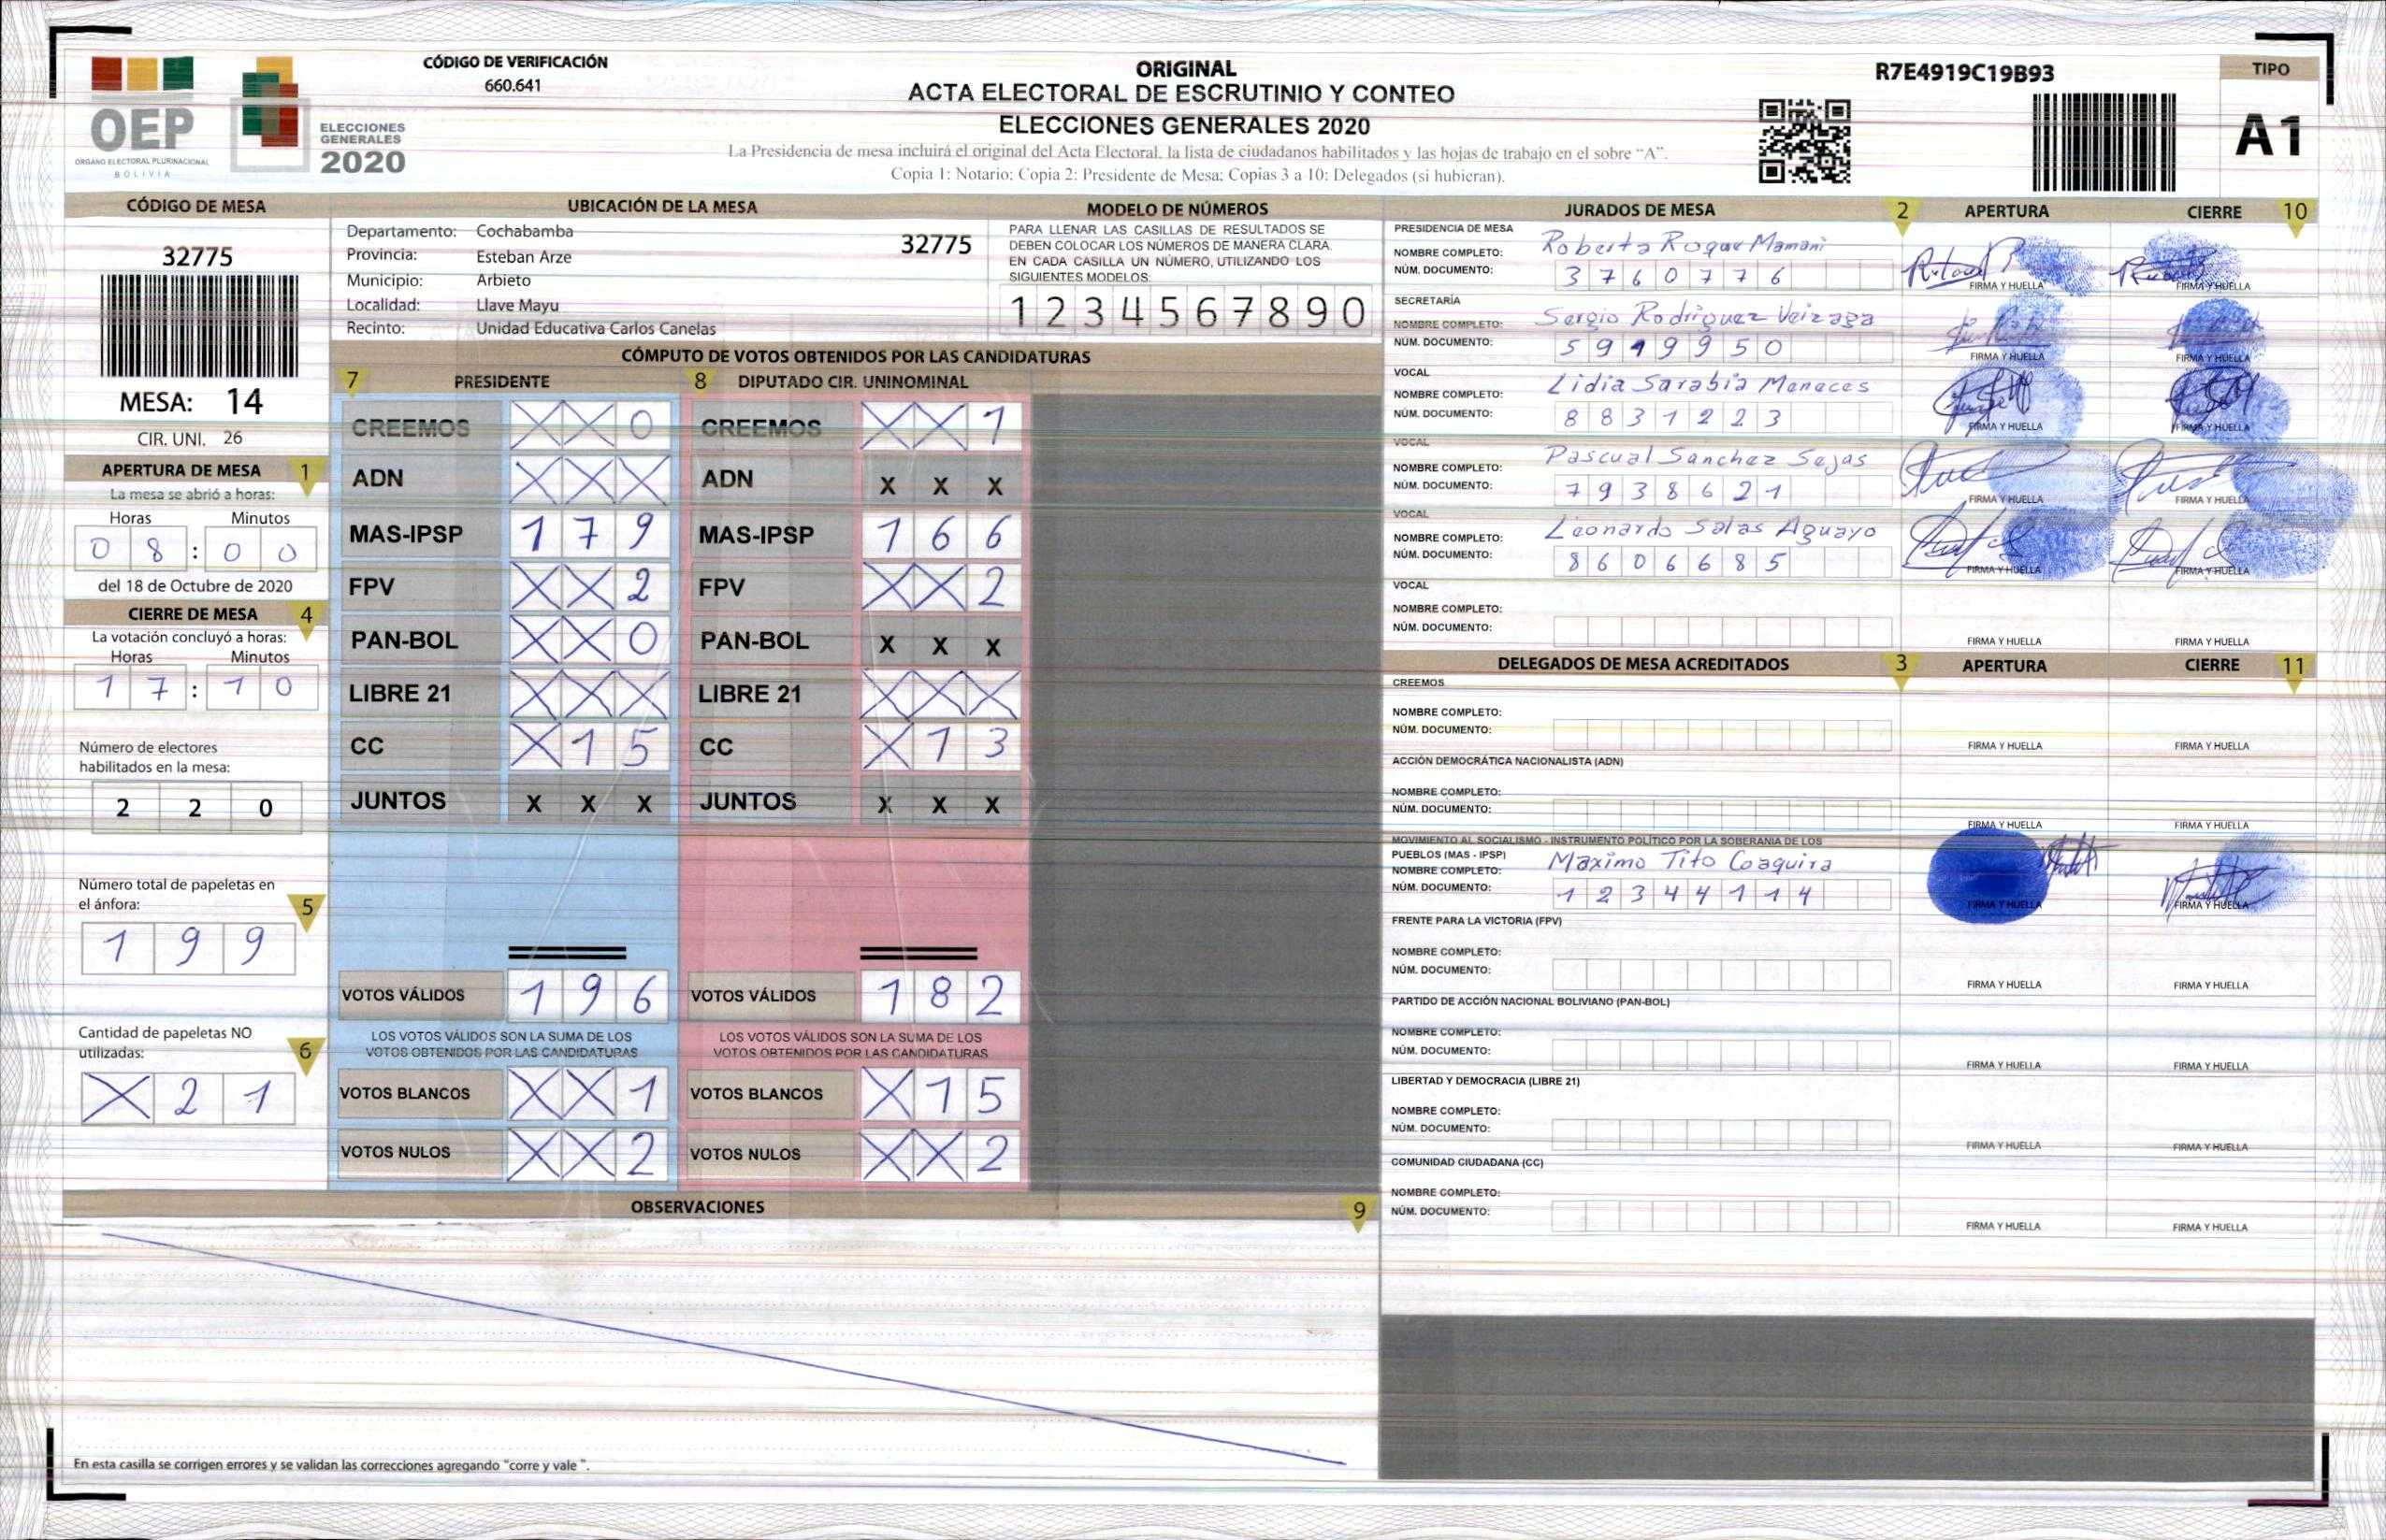 CÓDIGO DE VERIFICACIÓN
660.641
OEP
ORGANO ELECTORAL PLURINACIONAL
BOLIVIA
ELECCIONES
GENERALES
2020
ORIGINAL
ACTA ELECTORAL DE ESCRUTINIO Y CONTEO
ELECCIONES GENERALES 2020
La Presidencia de mesa incluirá el original del Acta Electoral, la lista de ciudadanos habilitados y las hojas de trabajo en el sobre "A".
Copia 1: Notario; Copia 2: Presidente de Mesa; Copias 3 a 10: Delegados (si hubieran).
R7E4919C19B93
TIPO
A1
CÓDIGO DE MESA
32775
MESA: 14
CIR. UNI. 26
APERTURA DE MESA 1
La mesa se abrió a horas:
Horas Minutos
0 8 : 0 0
del 18 de Octubre de 2020
CIERRE DE MESA 4
La votación concluyó a horas:
Horas Minutos
1 7 : 1 0
Número de electores
habilitados en la mesa:
2 2 0
Número total de papeletas en
el ánfora: 5
1 9 9
Cantidad de papeletas NO
utilizadas: 6
X 2 1
UBICACIÓN DE LA MESA
Departamento: Cochabamba
Provincia: Esteban Arze
Municipio: Arbieto
Localidad: Llave Mayu
Recinto: Unidad Educativa Carlos Canelas
32775
MODELO DE NÚMEROS
PARA LLENAR LAS CASILLAS DE RESULTADOS SE
DEBEN COLOCAR LOS NÚMEROS DE MANERA CLARA.
EN CADA CASILLA UN NÚMERO, UTILIZANDO LOS
SIGUIENTES MODELOS:
1 2 3 4 5 6 7 8 9 0
CÓMPUTO DE VOTOS OBTENIDOS POR LAS CANDIDATURAS
7 PRESIDENTE 8 DIPUTADO CIR. UNINOMINAL
CREEMOS X X 0 CREEMOS X X 1
ADN X X X ADN X X X
MAS-IPSP 1 7 9 MAS-IPSP 1 6 6
FPV X X 2 FPV X X 2
PAN-BOL X X 0 PAN-BOL X X X
LIBRE 21 X X X LIBRE 21 X X X
CC X 1 5 CC X 1 3
JUNTOS X X X JUNTOS X X X
VOTOS VÁLIDOS 1 9 6 VOTOS VÁLIDOS 1 8 2
LOS VOTOS VÁLIDOS SON LA SUMA DE LOS LOS VOTOS VÁLIDOS SON LA SUMA DE LOS
VOTOS OBTENIDOS POR LAS CANDIDATURAS VOTOS OBTENIDOS POR LAS CANDIDATURAS
VOTOS BLANCOS X X 1 VOTOS BLANCOS X 1 5
VOTOS NULOS X X 2 VOTOS NULOS X X 2
OBSERVACIONES 9
En esta casilla se corrigen errores y se validan las correcciones agregando "corre y vale ".
JURADOS DE MESA 2 APERTURA CIERRE 10
PRESIDENCIA DE MESA
NOMBRE COMPLETO: Roberta Roque Mamani
NÚM. DOCUMENTO: 3 7 6 0 7 7 6 FIRMA Y HUELLA FIRMA Y HUELLA
SECRETARÍA
NOMBRE COMPLETO: Sergio Rodriguez Veizaga
NÚM. DOCUMENTO: 5 9 1 9 9 5 0 FIRMA Y HUELLA FIRMA Y HUELLA
VOCAL
NOMBRE COMPLETO: Lidia Sarabia Meneces
NÚM. DOCUMENTO: 8 8 3 1 2 2 3 FIRMA Y HUELLA FIRMA Y HUELLA
VOCAL
NOMBRE COMPLETO: Pascual Sanchez Sejas
NÚM. DOCUMENTO: 7 9 3 8 6 2 1 FIRMA Y HUELLA FIRMA Y HUELLA
VOCAL
NOMBRE COMPLETO: Leonardo Salas Aguayo
NÚM. DOCUMENTO: 8 6 0 6 6 8 5 FIRMA Y HUELLA FIRMA Y HUELLA
VOCAL
NOMBRE COMPLETO:
NÚM. DOCUMENTO: FIRMA Y HUELLA FIRMA Y HUELLA
DELEGADOS DE MESA ACREDITADOS 3 APERTURA CIERRE 11
CREEMOS
NOMBRE COMPLETO:
NÚM. DOCUMENTO: FIRMA Y HUELLA FIRMA Y HUELLA
ACCIÓN DEMOCRÁTICA NACIONALISTA (ADN)
NOMBRE COMPLETO:
NÚM. DOCUMENTO: FIRMA Y HUELLA FIRMA Y HUELLA
MOVIMIENTO AL SOCIALISMO - INSTRUMENTO POLÍTICO POR LA SOBERANIA DE LOS
PUEBLOS (MAS - IPSP)
NOMBRE COMPLETO: Maximo Tito Coaquira
NÚM. DOCUMENTO: 1 2 3 4 4 1 1 4 FIRMA Y HUELLA FIRMA Y HUELLA
FRENTE PARA LA VICTORIA (FPV)
NOMBRE COMPLETO:
NÚM. DOCUMENTO: FIRMA Y HUELLA FIRMA Y HUELLA
PARTIDO DE ACCIÓN NACIONAL BOLIVIANO (PAN-BOL)
NOMBRE COMPLETO:
NÚM. DOCUMENTO: FIRMA Y HUELLA FIRMA Y HUELLA
LIBERTAD Y DEMOCRACIA (LIBRE 21)
NOMBRE COMPLETO:
NÚM. DOCUMENTO: FIRMA Y HUELLA FIRMA Y HUELLA
COMUNIDAD CIUDADANA (CC)
NOMBRE COMPLETO:
NÚM. DOCUMENTO: FIRMA Y HUELLA FIRMA Y HUELLA